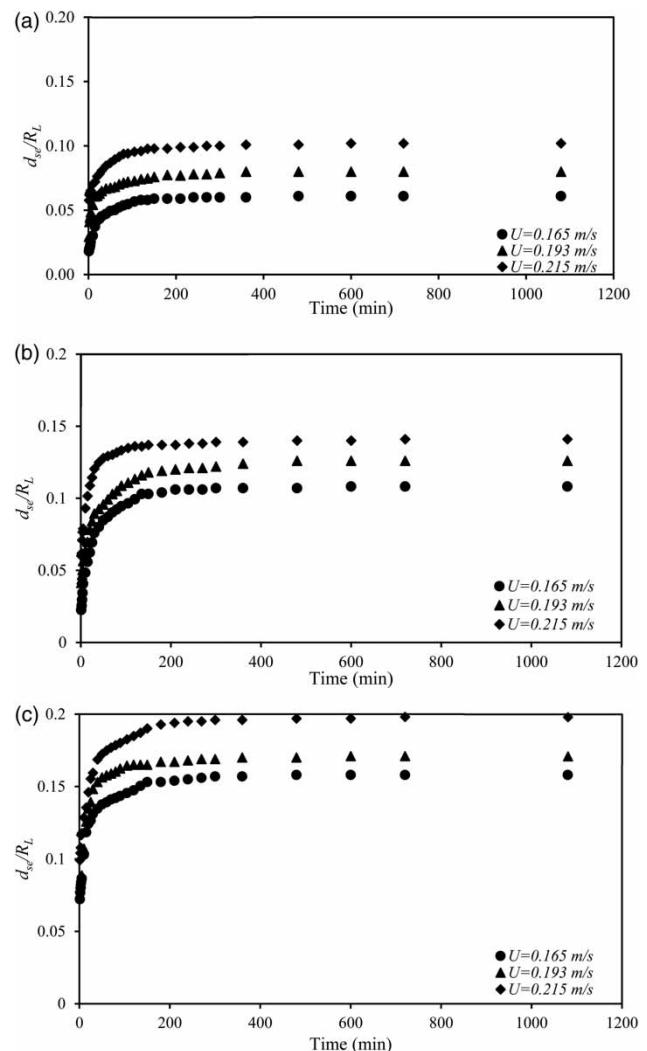 (a)
0.20
0.15
0.10
0.05
0.00
d_se/R_L
0 200 400 600 800 1000 1200
Time (min)
U=0.165 m/s
U=0.193 m/s
U=0.215 m/s
(b)
0.2
0.15
0.1
0.05
0
d_se/R_L
0 200 400 600 800 1000 1200
Time (min)
U=0.165 m/s
U=0.193 m/s
U=0.215 m/s
(c)
0.2
0.15
0.1
0.05
0
d_se/R_L
0 200 400 600 800 1000 1200
Time (min)
U=0.165 m/s
U=0.193 m/s
U=0.215 m/s